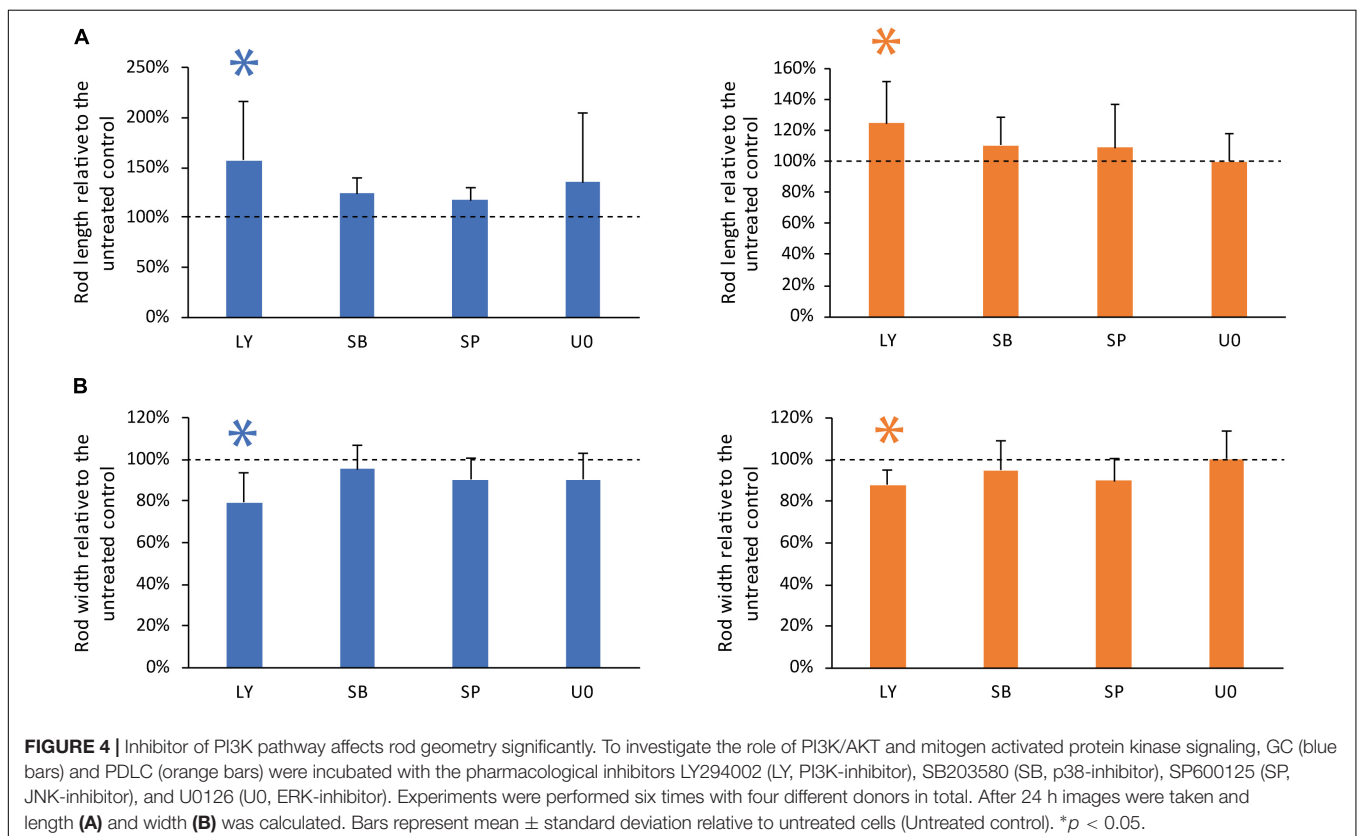 A
Rod length relative to the
untreated control
250%
200%
150%
100%
50%
0%
*
LY
SB
SP
U0
Rod length relative to the
untreated control
160%
140%
120%
100%
80%
60%
40%
20%
0%
*
LY
SB
SP
U0
B
Rod width relative to the
untreated control
120%
100%
80%
60%
40%
20%
0%
*
LY
SB
SP
U0
Rod width relative to the
untreated control
120%
100%
80%
60%
40%
20%
0%
*
LY
SB
SP
U0
FIGURE 4 | Inhibitor of PI3K pathway affects rod geometry significantly. To investigate the role of PI3K/AKT and mitogen activated protein kinase signaling, GC (blue
bars) and PDLC (orange bars) were incubated with the pharmacological inhibitors LY294002 (LY, PI3K-inhibitor), SB203580 (SB, p38-inhibitor), SP600125 (SP,
JNK-inhibitor), and U0126 (U0, ERK-inhibitor). Experiments were performed six times with four different donors in total. After 24 h images were taken and
length (A) and width (B) was calculated. Bars represent mean ± standard deviation relative to untreated cells (Untreated control). *p < 0.05.